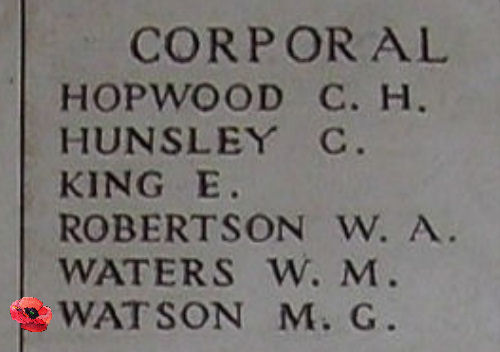 CORPORAL
HOPWOOD C. H.
HUNSLEY C.
KING E.
ROBERTSON W. A.
WATERS W. M.
WATSON M. G.